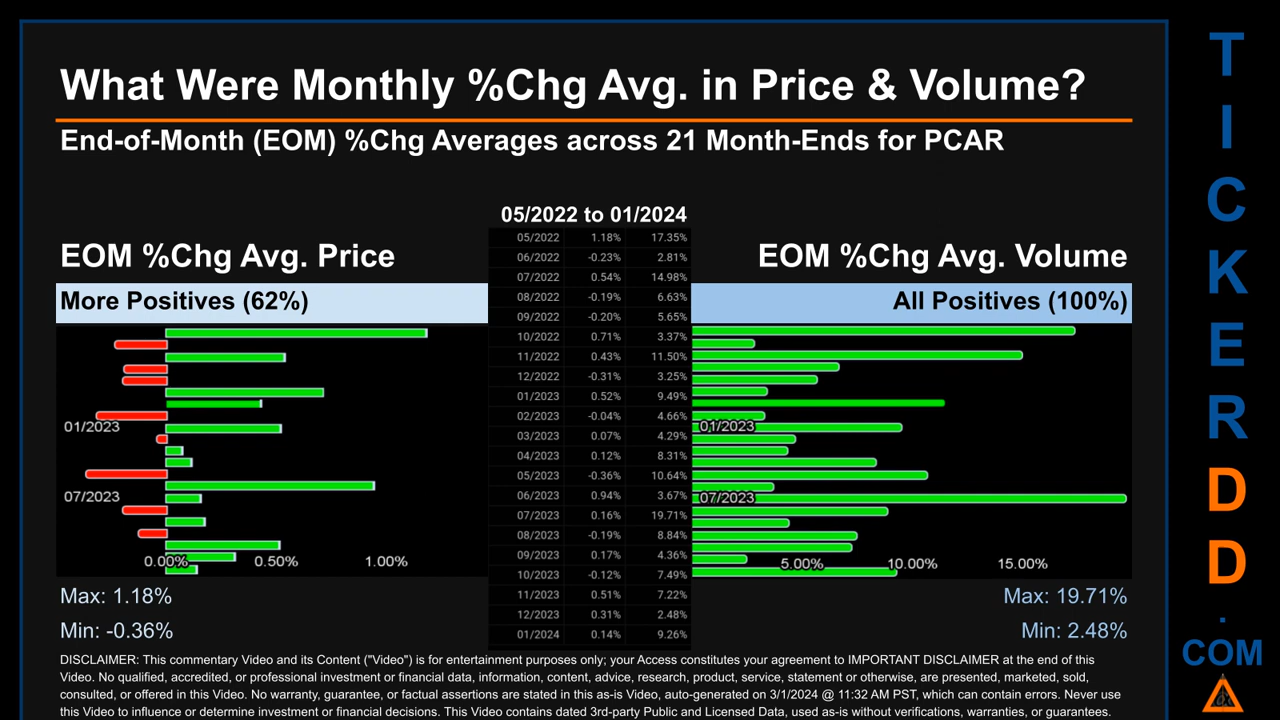 What Were Monthly %Chg Avg. in Price & Volume?
End-of-Month (EOM) %Chg Averages across 21 Month-Ends for PCAR
05/2022 to 01/2024
EOM %Chg Avg. Price
EOM %Chg Avg. Volume
More Positives (62%)
All Positives (100%)
05/2022 1.18% 17.35%
06/2022 -0.23% 2.81%
07/2022 0.54% 14.98%
08/2022 -0.19% 6.63%
09/2022 -0.20% 5.65%
10/2022 0.71% 3.37%
11/2022 0.43% 11.50%
12/2022 -0.31% 3.25%
01/2023 0.52% 9.49%
02/2023 -0.04% 4.66%
03/2023 0.07% 4.29%
04/2023 0.12% 8.31%
05/2023 -0.36% 10.64%
06/2023 0.94% 3.67%
07/2023 0.16% 19.71%
08/2023 -0.19% 8.84%
09/2023 0.17% 4.36%
10/2023 -0.12% 7.49%
11/2023 0.51% 7.22%
12/2023 0.31% 2.48%
01/2024 0.14% 9.26%
01/2023
07/2023
0.00% 0.50% 1.00%
01/2023
07/2023
5.00% 10.00% 15.00%
Max: 1.18%
Min: -0.36%
Max: 19.71%
Min: 2.48%
DISCLAIMER: This commentary Video and its Content ("Video") is for entertainment purposes only; your Access constitutes your agreement to IMPORTANT DISCLAIMER at the end of this
Video. No qualified, accredited, or professional investment or financial data, information, content, advice, research, product, service, statement or otherwise, are presented, marketed, sold,
consulted, or offered in this Video. No warranty, guarantee, or factual assertions are stated in this as-is Video, auto-generated on 3/1/2024 @ 11:32 AM PST, which can contain errors. Never use
this Video to influence or determine investment or financial decisions. This Video contains dated 3rd-party Public and Licensed Data, used as-is without verifications, warranties, or guarantees.
T
I
C
K
E
R
D
D
.
COM